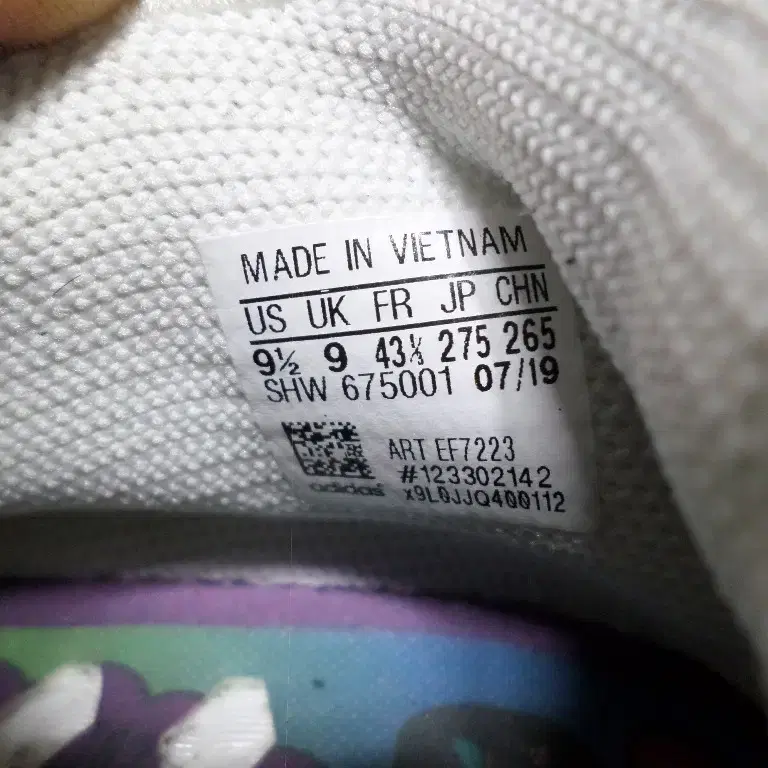 MADE IN VIETNAM
US UK FR JP CHN
9½ 9 43⅓ 275 265
SHW 675001 07/19
ART EF7223
#123302142
adidas x9L0JJQ400112